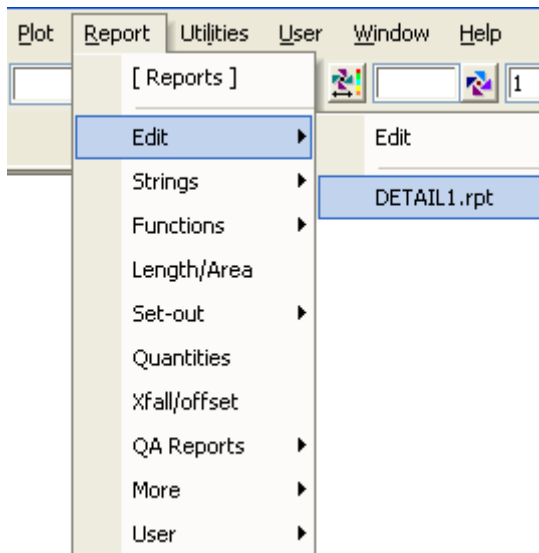 Plot Report Utilities User Window Help
[ Reports ]
1
Edit
Edit
Strings
DETAIL1.rpt
Functions
Length/Area
Set-out
Quantities
Xfall/offset
QA Reports
More
User